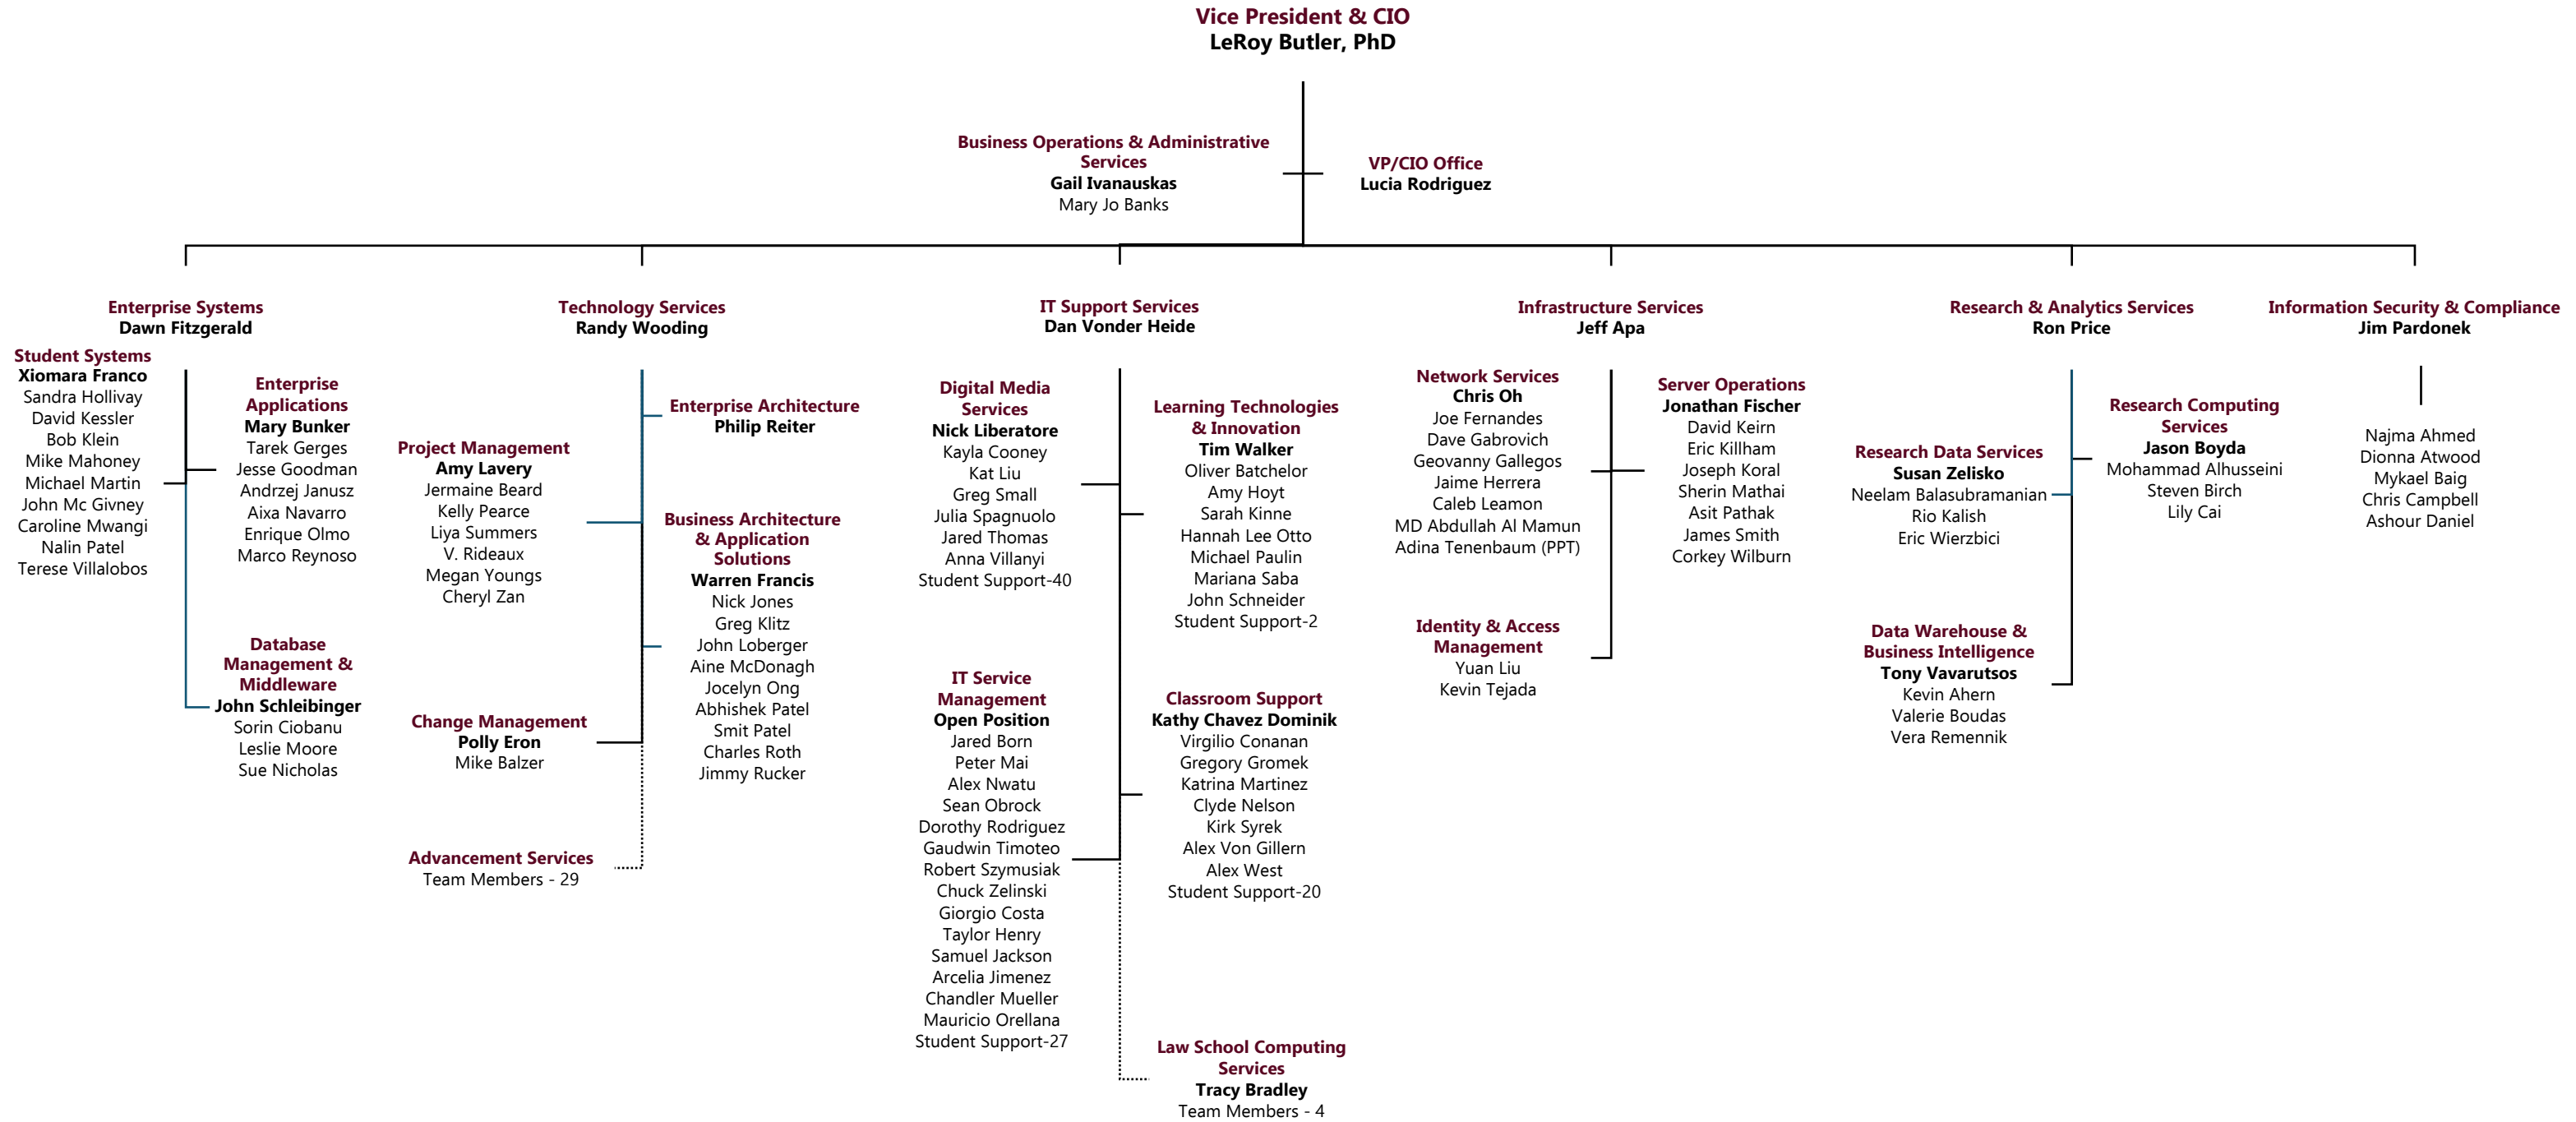 Vice President & CIO
LeRoy Butler, PhD
Business Operations & Administrative
Services
Gail Ivanauskas
Mary Jo Banks
VP/CIO Office
Lucia Rodriguez
Enterprise Systems
Dawn Fitzgerald
Student Systems
Xiomara Franco
Sandra Hollivay
David Kessler
Bob Klein
Mike Mahoney
Michael Martin
John Mc Givney
Caroline Mwangi
Nalin Patel
Terese Villalobos
Enterprise
Applications
Mary Bunker
Tarek Gerges
Jesse Goodman
Andrzej Janusz
Aixa Navarro
Enrique Olmo
Marco Reynoso
Database
Management &
Middleware
John Schleibinger
Sorin Ciobanu
Leslie Moore
Sue Nicholas
Technology Services
Randy Wooding
Project Management
Amy Lavery
Jermaine Beard
Kelly Pearce
Liya Summers
V. Rideaux
Megan Youngs
Cheryl Zan
Change Management
Polly Eron
Mike Balzer
Advancement Services
Team Members - 29
Enterprise Architecture
Philip Reiter
Business Architecture
& Application
Solutions
Warren Francis
Nick Jones
Greg Klitz
John Loberger
Aine McDonagh
Jocelyn Ong
Abhishek Patel
Smit Patel
Charles Roth
Jimmy Rucker
IT Support Services
Dan Vonder Heide
Digital Media
Services
Nick Liberatore
Kayla Cooney
Kat Liu
Greg Small
Julia Spagnuolo
Jared Thomas
Anna Villanyi
Student Support-40
IT Service
Management
Open Position
Jared Born
Peter Mai
Alex Nwatu
Sean Obrock
Dorothy Rodriguez
Gaudwin Timoteo
Robert Szymusiak
Chuck Zelinski
Giorgio Costa
Taylor Henry
Samuel Jackson
Arcelia Jimenez
Chandler Mueller
Mauricio Orellana
Student Support-27
Learning Technologies
& Innovation
Tim Walker
Oliver Batchelor
Amy Hoyt
Sarah Kinne
Hannah Lee Otto
Michael Paulin
Mariana Saba
John Schneider
Student Support-2
Classroom Support
Kathy Chavez Dominik
Virgilio Conanan
Gregory Gromek
Katrina Martinez
Clyde Nelson
Kirk Syrek
Alex Von Gillern
Alex West
Student Support-20
Law School Computing
Services
Tracy Bradley
Team Members - 4
Infrastructure Services
Jeff Apa
Network Services
Chris Oh
Joe Fernandes
Dave Gabrovich
Geovanny Gallegos
Jaime Herrera
Caleb Leamon
MD Abdullah Al Mamun
Adina Tenenbaum (PPT)
Identity & Access
Management
Yuan Liu
Kevin Tejada
Server Operations
Jonathan Fischer
David Keirn
Eric Killham
Joseph Koral
Sherin Mathai
Asit Pathak
James Smith
Corkey Wilburn
Research & Analytics Services
Ron Price
Research Data Services
Susan Zelisko
Neelam Balasubramanian
Rio Kalish
Eric Wierzbici
Data Warehouse &
Business Intelligence
Tony Vavarutsos
Kevin Ahern
Valerie Boudas
Vera Remennik
Research Computing
Services
Jason Boyda
Mohammad Alhusseini
Steven Birch
Lily Cai
Information Security & Compliance
Jim Pardonek
Najma Ahmed
Dionna Atwood
Mykael Baig
Chris Campbell
Ashour Daniel